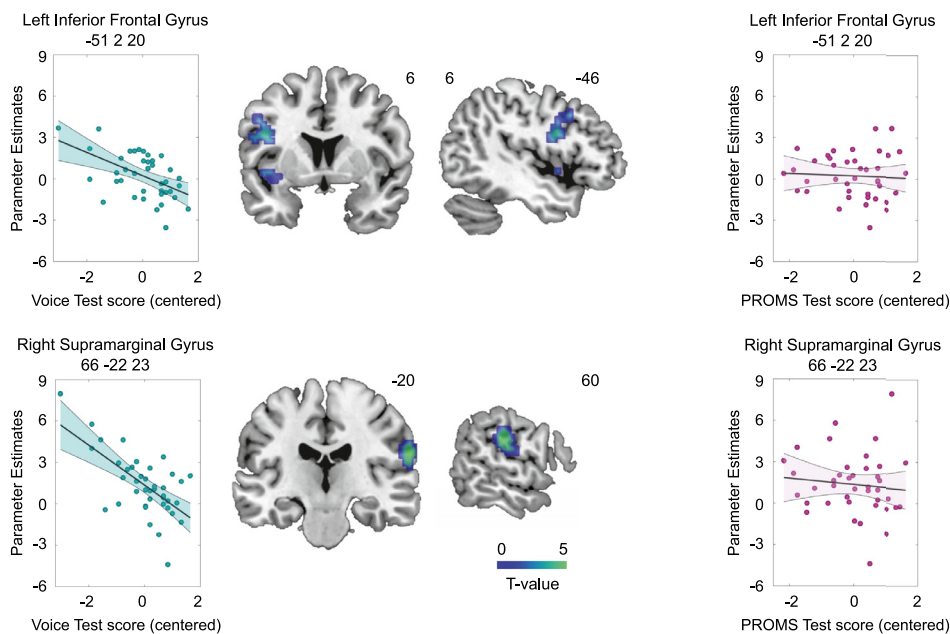 Left Inferior Frontal Gyrus
-51 2 20
9
6
3
0
-3
-6
Parameter Estimates
-2 0 2
Voice Test score (centered)
6
6
-46
Left Inferior Frontal Gyrus
-51 2 20
9
6
3
0
-3
-6
Parameter Estimates
-2 0 2
PROMS Test score (centered)
Right Supramarginal Gyrus
66 -22 23
9
6
3
0
-3
-6
Parameter Estimates
-2 0 2
Voice Test score (centered)
-20
60
0 5
T-value
Right Supramarginal Gyrus
66 -22 23
9
6
3
0
-3
-6
Parameter Estimates
-2 0 2
PROMS Test score (centered)